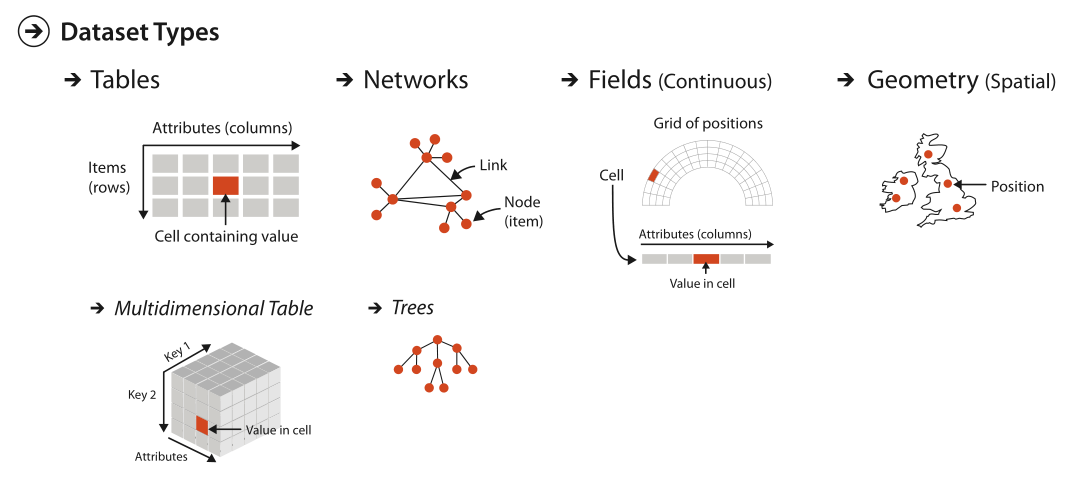 Dataset Types
Tables
Networks
Fields (Continuous)
Geometry (Spatial)
Attributes (columns)
Items
(rows)
Cell containing value
Link
Node
(item)
Grid of positions
Cell
Attributes (columns)
Value in cell
Position
Multidimensional Table
Trees
Key 1
Key 2
Value in cell
Attributes